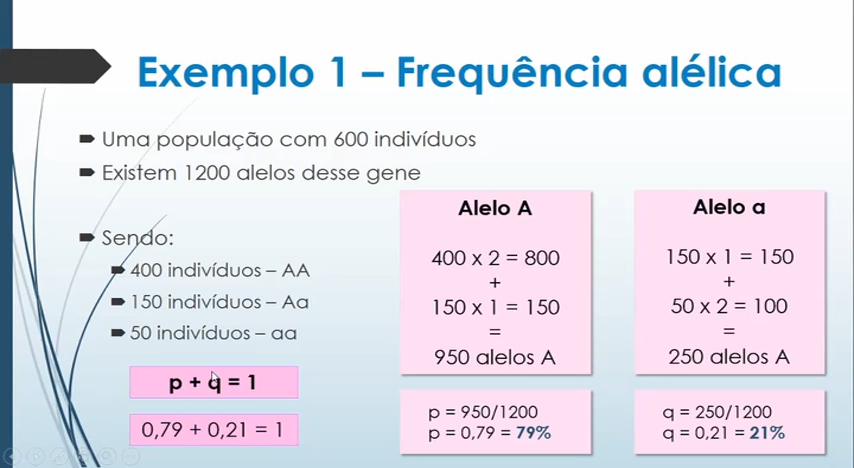 Exemplo 1 – Frequência alélica
Uma população com 600 indivíduos
Existem 1200 alelos desse gene
Sendo:
400 indivíduos – AA
150 indivíduos – Aa
50 indivíduos – aa
p + q = 1
0,79 + 0,21 = 1
Alelo A
400 x 2 = 800
+
150 x 1 = 150
=
950 alelos A
p = 950/1200
p = 0,79 = 79%
Alelo a
150 x 1 = 150
+
50 x 2 = 100
=
250 alelos A
q = 250/1200
q = 0,21 = 21%